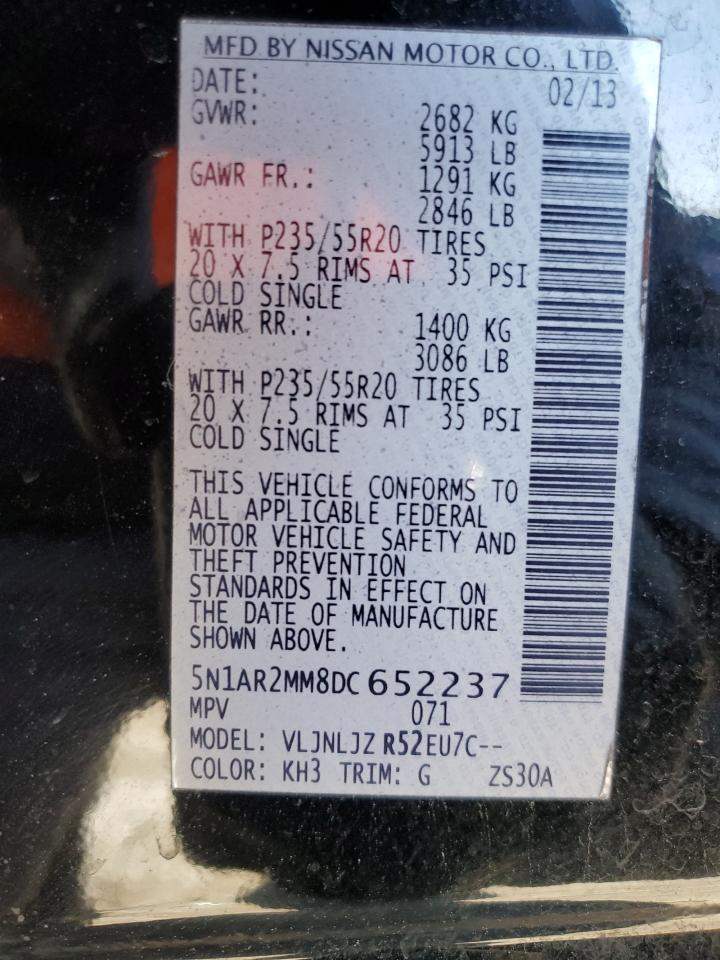 MFD BY NISSAN MOTOR CO., LTD.
DATE: 02/13
GVWR: 2682 KG
5913 LB
GAWR FR.: 1291 KG
2846 LB
WITH P235/55R20 TIRES
20 X 7.5 RIMS AT 35 PSI
COLD SINGLE
GAWR RR.: 1400 KG
3086 LB
WITH P235/55R20 TIRES
20 X 7.5 RIMS AT 35 PSI
COLD SINGLE
THIS VEHICLE CONFORMS TO
ALL APPLICABLE FEDERAL
MOTOR VEHICLE SAFETY AND
THEFT PREVENTION
STANDARDS IN EFFECT ON
THE DATE OF MANUFACTURE
SHOWN ABOVE.
5N1AR2MM8DC652237
MPV 071
MODEL: VLJNLJZ R52EU7C--
COLOR: KH3 TRIM: G ZS30A